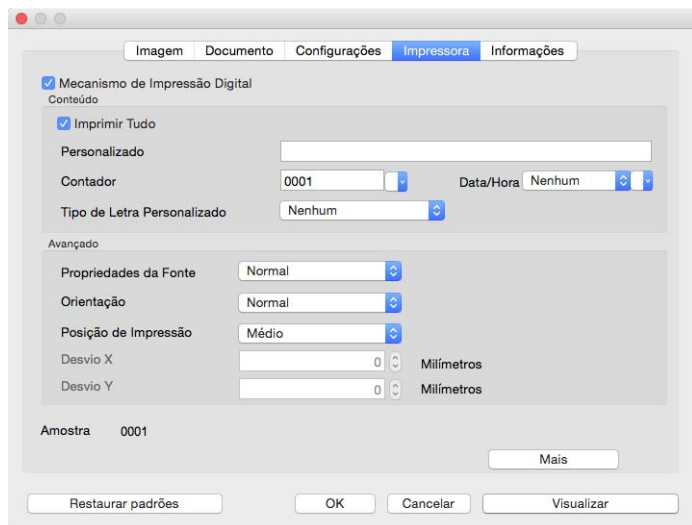 Imagem Documento Configurações Impressora Informações
Mecanismo de Impressão Digital
Conteúdo
Imprimir Tudo
Personalizado
Contador 0001 Data/Hora Nenhum
Tipo de Letra Personalizado Nenhum
Avançado
Propriedades da Fonte Normal
Orientação Normal
Posição de Impressão Médio
Desvio X 0 Milímetros
Desvio Y 0 Milímetros
Amostra 0001
Mais
Restaurar padrões OK Cancelar Visualizar